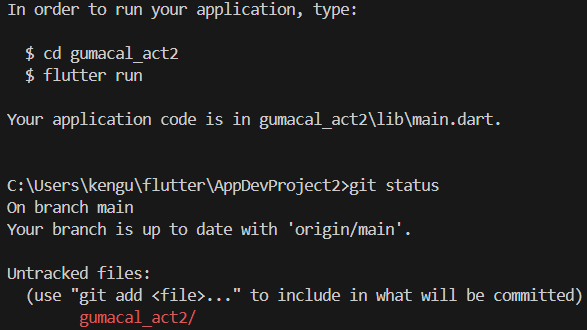 In order to run your application, type:
$ cd gumacal_act2
$ flutter run
Your application code is in gumacal_act2\lib\main.dart.
C:\Users\kengu\flutter\AppDevProject2>git status
On branch main
Your branch is up to date with 'origin/main'.
Untracked files:
(use "git add <file>..." to include in what will be committed)
gumacal_act2/